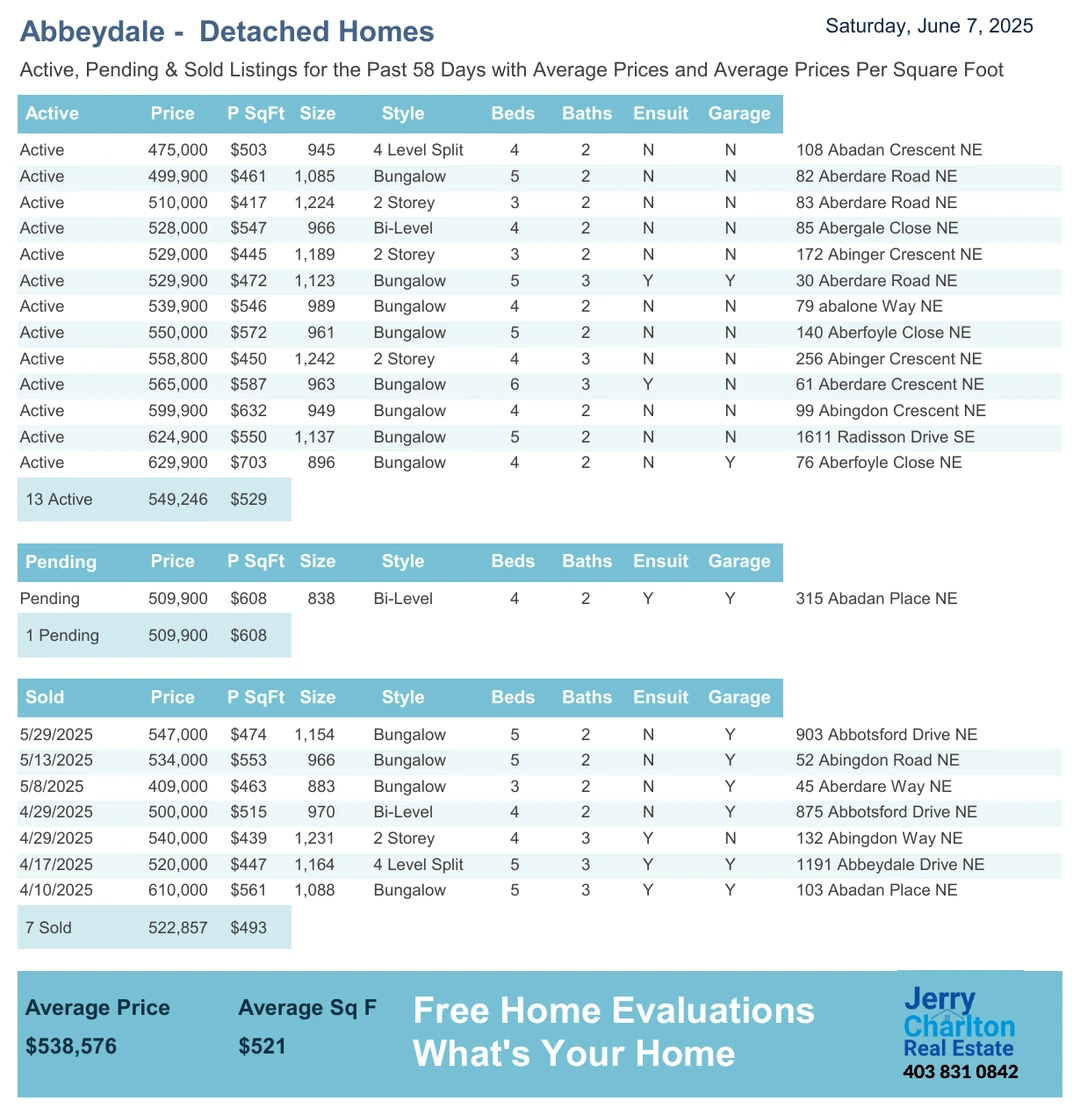 Abbeydale - Detached Homes
Saturday, June 7, 2025
Active, Pending & Sold Listings for the Past 58 Days with Average Prices and Average Prices Per Square Foot
Active Price P SqFt Size Style Beds Baths Ensuit Garage
Active 475,000 $503 945 4 Level Split 4 2 N N 108 Abadan Crescent NE
Active 499,900 $461 1,085 Bungalow 5 2 N N 82 Aberdare Road NE
Active 510,000 $417 1,224 2 Storey 3 2 N N 83 Aberdare Road NE
Active 528,000 $547 966 Bi-Level 4 2 N N 85 Abergale Close NE
Active 529,000 $445 1,189 2 Storey 3 2 N N 172 Abinger Crescent NE
Active 529,900 $472 1,123 Bungalow 5 3 Y Y 30 Aberdare Road NE
Active 539,900 $546 989 Bungalow 4 2 N N 79 abalone Way NE
Active 550,000 $572 961 Bungalow 5 2 N N 140 Aberfoyle Close NE
Active 558,800 $450 1,242 2 Storey 4 3 N N 256 Abinger Crescent NE
Active 565,000 $587 963 Bungalow 6 3 Y N 61 Aberdare Crescent NE
Active 599,900 $632 949 Bungalow 4 2 N N 99 Abingdon Crescent NE
Active 624,900 $550 1,137 Bungalow 5 2 N N 1611 Radisson Drive SE
Active 629,900 $703 896 Bungalow 4 2 N Y 76 Aberfoyle Close NE
13 Active 549,246 $529
Pending Price P SqFt Size Style Beds Baths Ensuit Garage
Pending 509,900 $608 838 Bi-Level 4 2 Y Y 315 Abadan Place NE
1 Pending 509,900 $608
Sold Price P SqFt Size Style Beds Baths Ensuit Garage
5/29/2025 547,000 $474 1,154 Bungalow 5 2 N Y 903 Abbotsford Drive NE
5/13/2025 534,000 $553 966 Bungalow 5 2 N Y 52 Abingdon Road NE
5/8/2025 409,000 $463 883 Bungalow 3 2 N Y 45 Aberdare Way NE
4/29/2025 500,000 $515 970 Bi-Level 4 2 N Y 875 Abbotsford Drive NE
4/29/2025 540,000 $439 1,231 2 Storey 4 3 Y N 132 Abingdon Way NE
4/17/2025 520,000 $447 1,164 4 Level Split 5 3 Y Y 1191 Abbeydale Drive NE
4/10/2025 610,000 $561 1,088 Bungalow 5 3 Y Y 103 Abadan Place NE
7 Sold 522,857 $493
Average Price Average Sq F
$538,576 $521
Free Home Evaluations
What's Your Home
Jerry
Charlton
Real Estate
403 831 0842